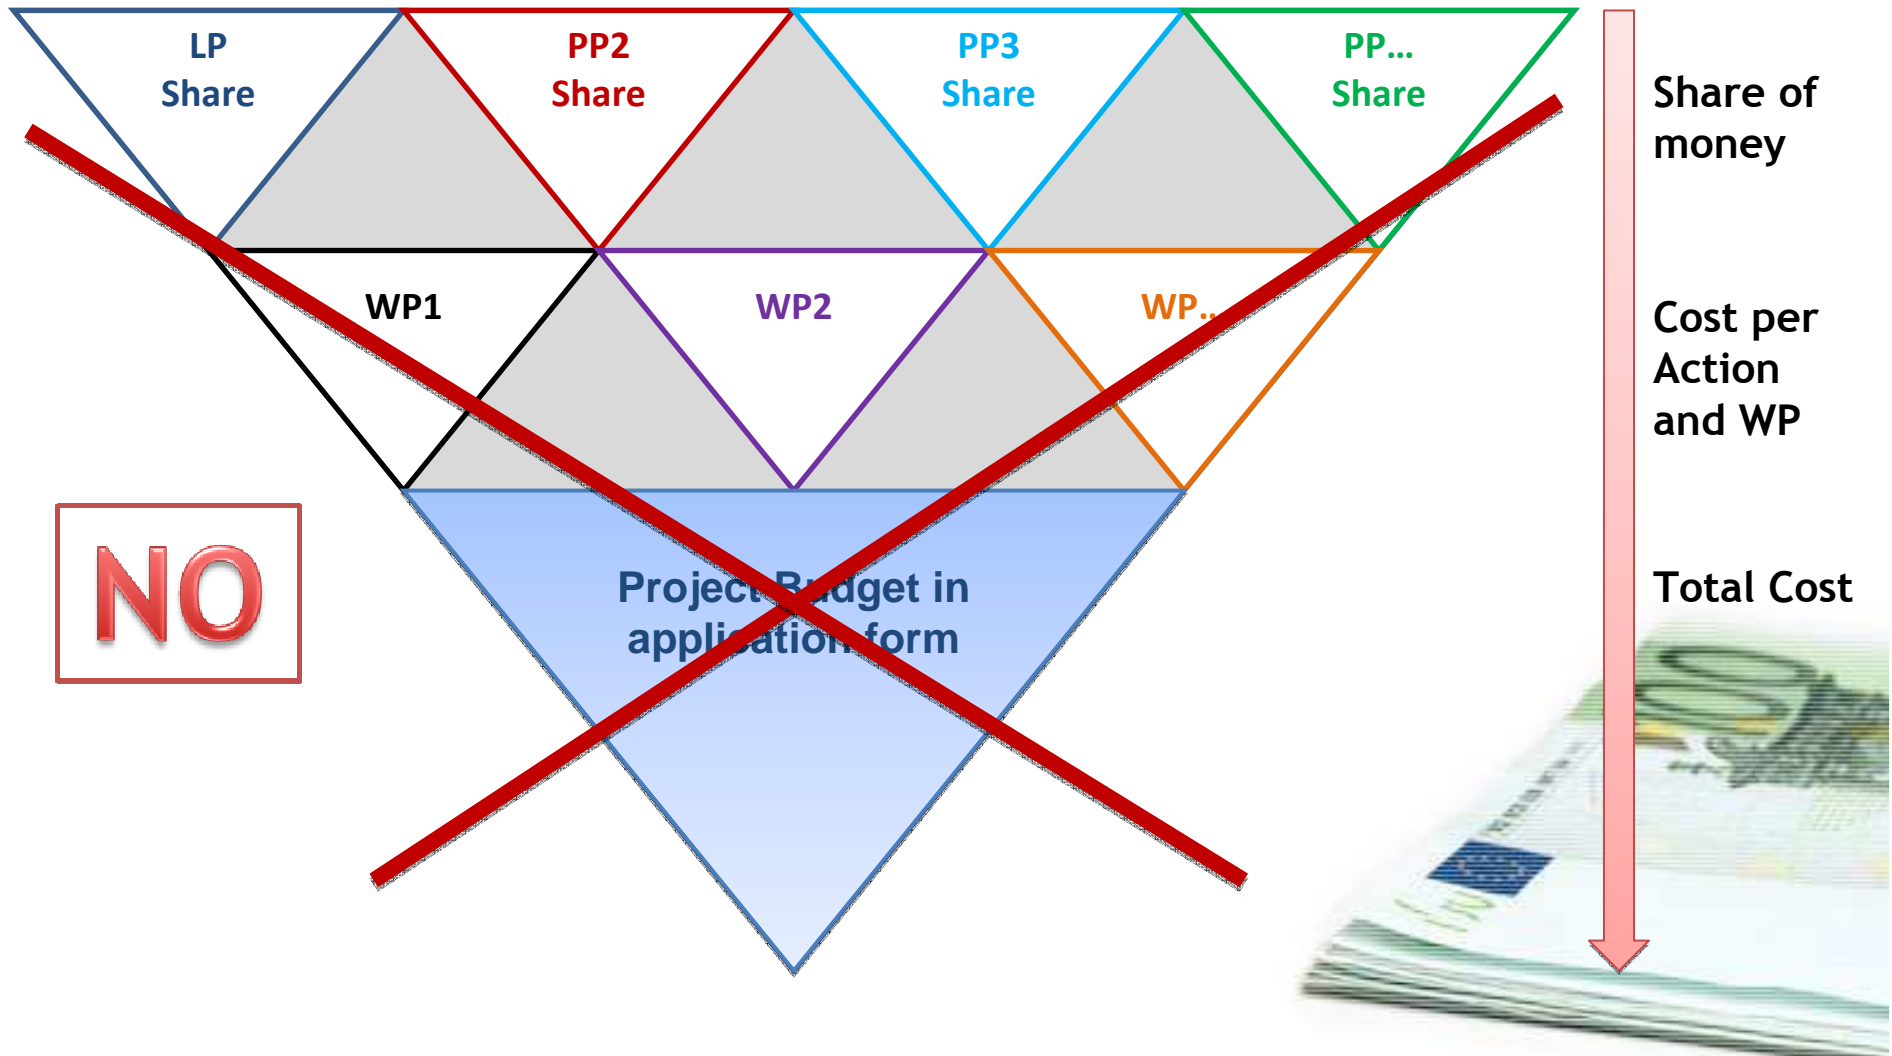 LP
Share
PP2
Share
PP3
Share
PP...
Share
Share of
money
WP1
WP2
WP..
Cost per
Action
and WP
NO
Project Budget in
application form
Total Cost